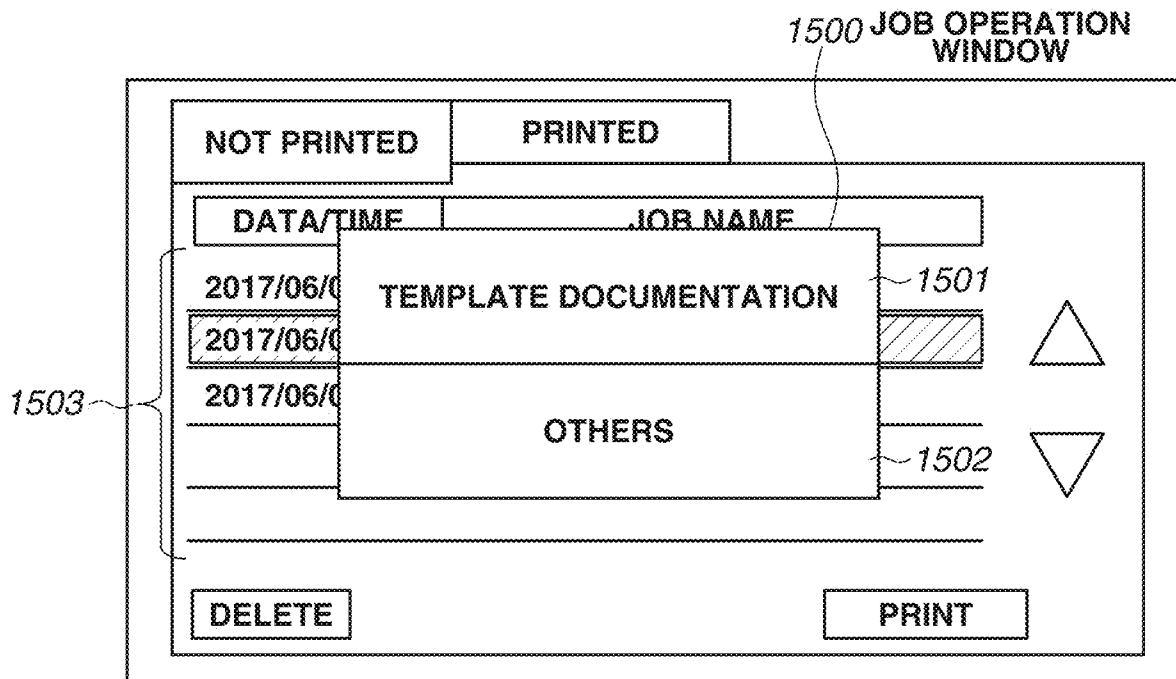 1500 JOB OPERATION
WINDOW
NOT PRINTED PRINTED
DATA/TIME JOB NAME
2017/06/0
TEMPLATE DOCUMENTATION 1501
2017/06/0
1503 2017/06/0
OTHERS
1502
DELETE PRINT